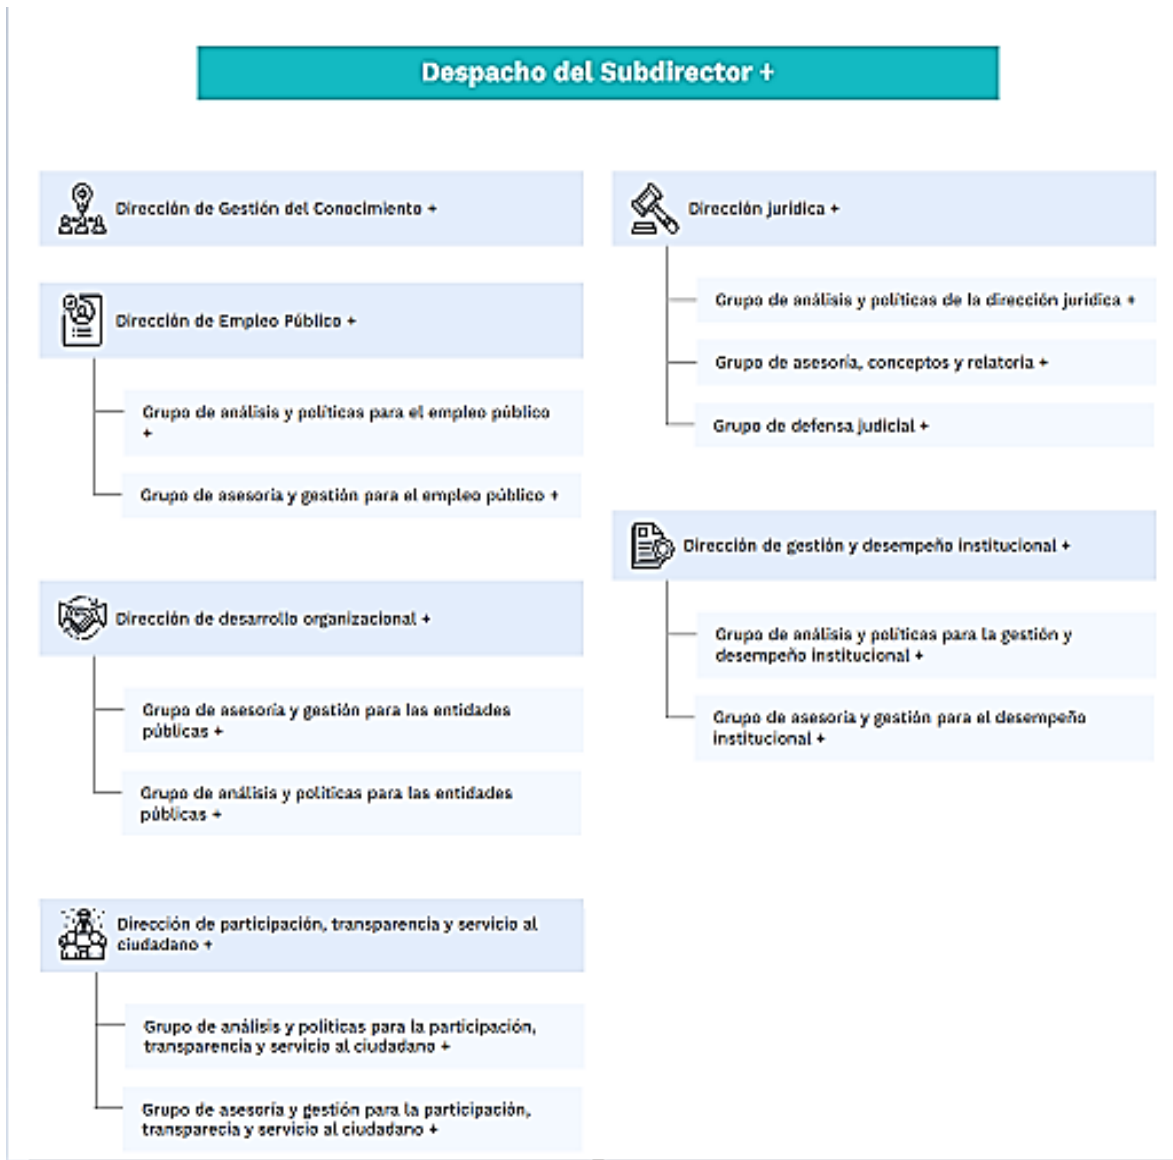 Despacho del Subdirector +
Dirección de Gestión del Conocimiento +
Dirección de Empleo Público +
Grupo de análisis y políticas para el empleo público
+
Grupo de asesoría y gestión para el empleo público +
Dirección de desarrollo organizacional +
Grupo de asesoría y gestión para las entidades
públicas +
Grupo de análisis y políticas para las entidades
públicas +
Dirección de participación, transparencia y servicio al
ciudadano +
Grupo de análisis y políticas para la participación,
transparencia y servicio al ciudadano +
Grupo de asesoría y gestión para la participación,
transparecia y servicio al ciudadano +
Dirección jurídica +
Grupo de análisis y políticas de la dirección jurídica +
Grupo de asesoría, conceptos y relatoría +
Grupo de defensa judicial +
Dirección de gestión y desempeño institucional +
Grupo de análisis y políticas para la gestión y
desempeño institucional +
Grupo de asesoría y gestión para el desempeño
institucional +